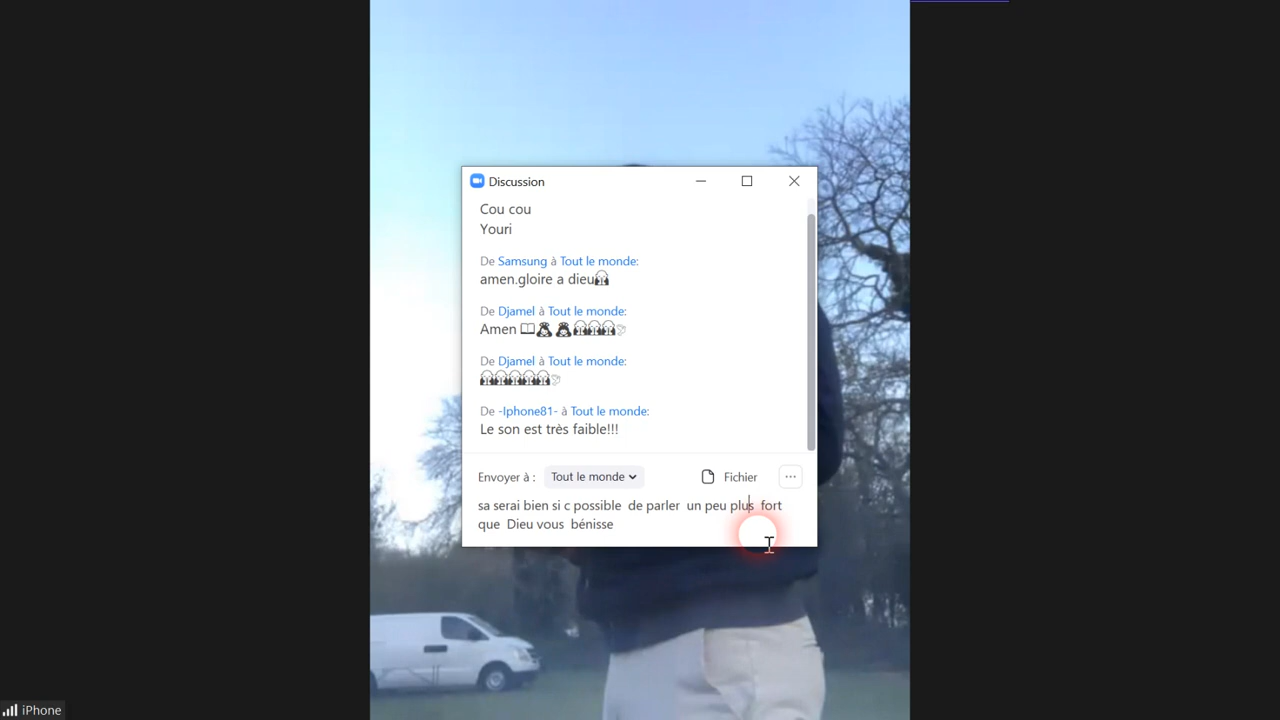 Discussion
Cou cou
Youri
De Samsung à Tout le monde:
amen.gloire a dieu
De Djamel à Tout le monde:
Amen
De Djamel à Tout le monde:
De -Iphone81- à Tout le monde:
Le son est très faible!!!
Envoyer à : Tout le monde Fichier ...
sa serai bien si c possible de parler un peu plus fort
que Dieu vous bénisse
iPhone